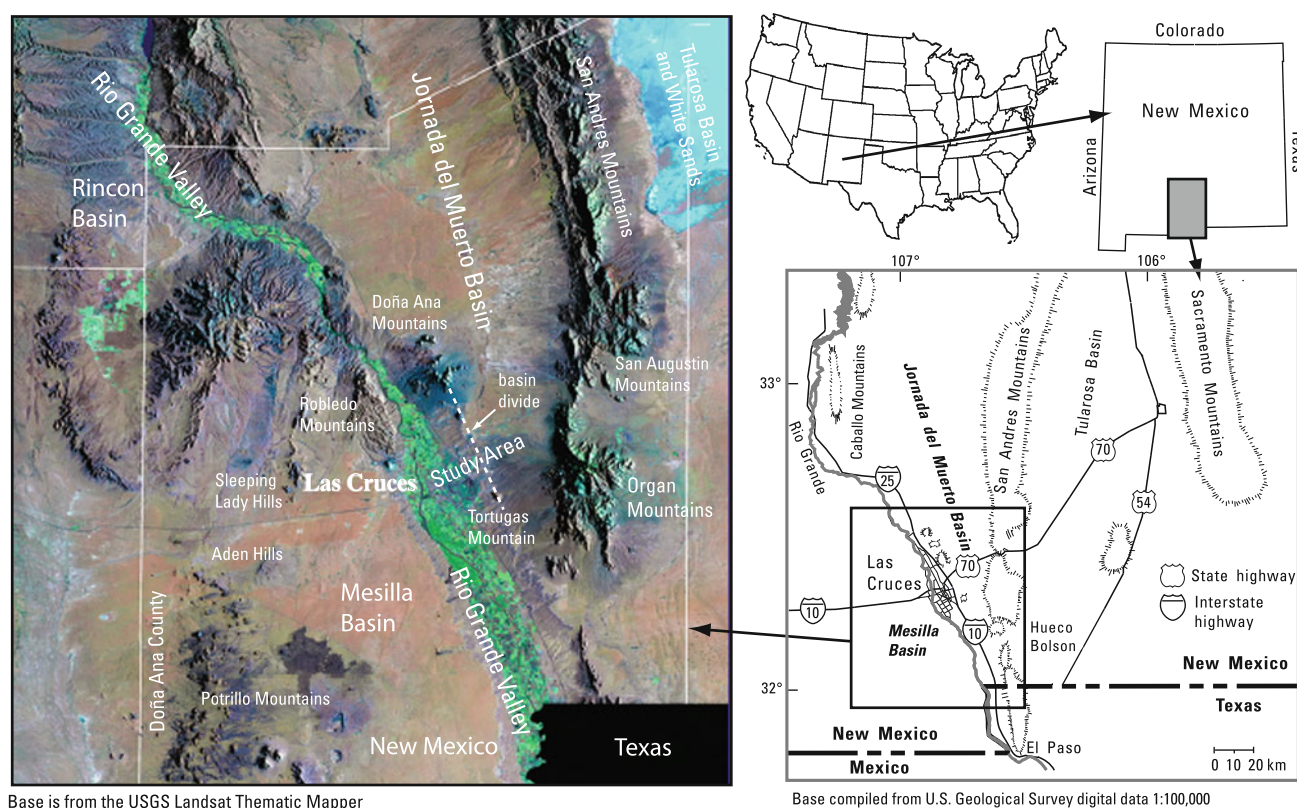 Rio Grande Valley
Rincon
Basin
Jornada del Muerto Basin
San Andres Mountains
Tularosa Basin
and White Sands
Doña Ana
Mountains
San Augustin
Mountains
basin
divide
Robledo
Mountains
Study Area
Sleeping
Lady Hills
Las Cruces
Organ
Mountains
Tortugas
Mountain
Aden Hills
Mesilla
Basin
Rio Grande Valley
Doña Ana County
Potrillo Mountains
New Mexico
Texas
Base is from the USGS Landsat Thematic Mapper
Colorado
New Mexico
Arizona
Texas
107°
106°
33°
32°
Caballo Mountains
Rio Grande
Jornada del Muerto Basin
San Andres Mountains
Tularosa Basin
Sacramento Mountains
25
70
54
Las
Cruces
70
10
10
Mesilla
Basin
Hueco
Bolson
State highway
Interstate
highway
New Mexico
Texas
New Mexico
Mexico
El Paso
0 10 20 km
Base compiled from U.S. Geological Survey digital data 1:100,000